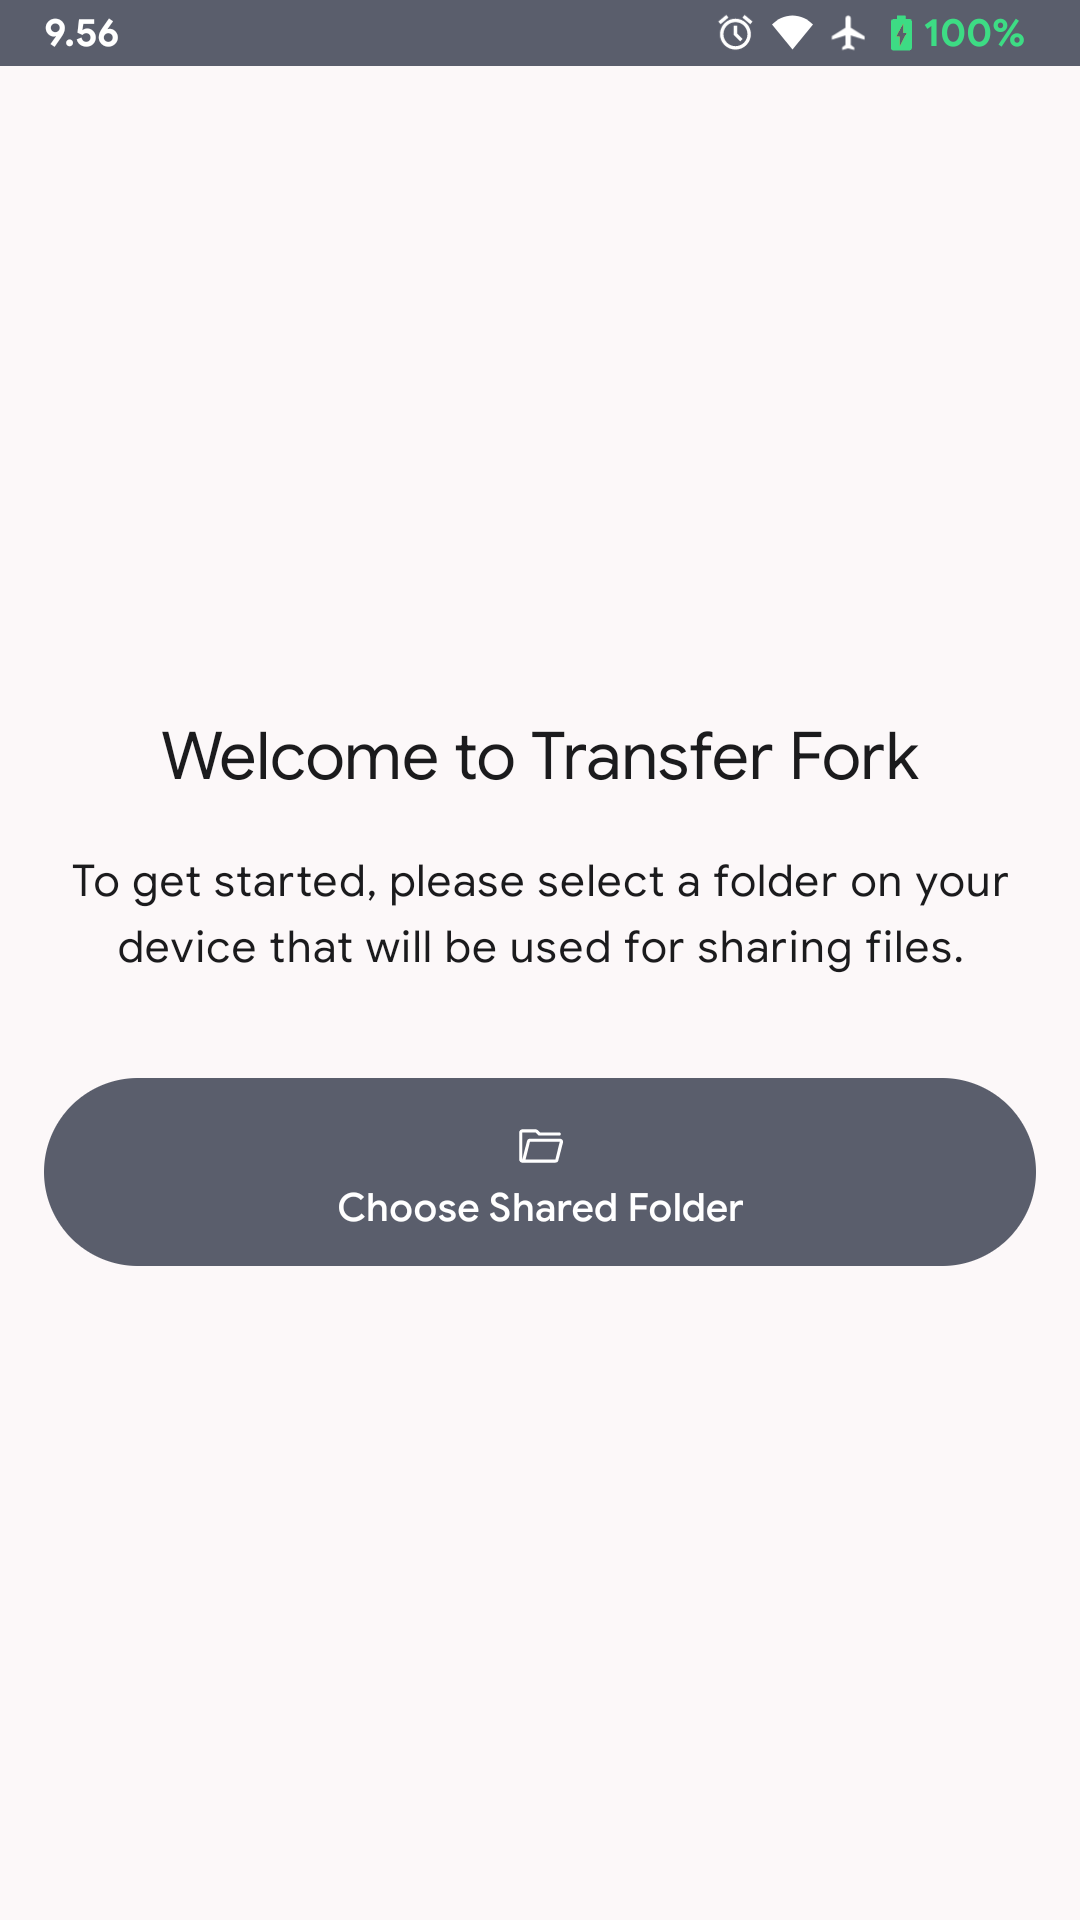 9.56
100%
Welcome to Transfer Fork
To get started, please select a folder on your
device that will be used for sharing files.
Choose Shared Folder